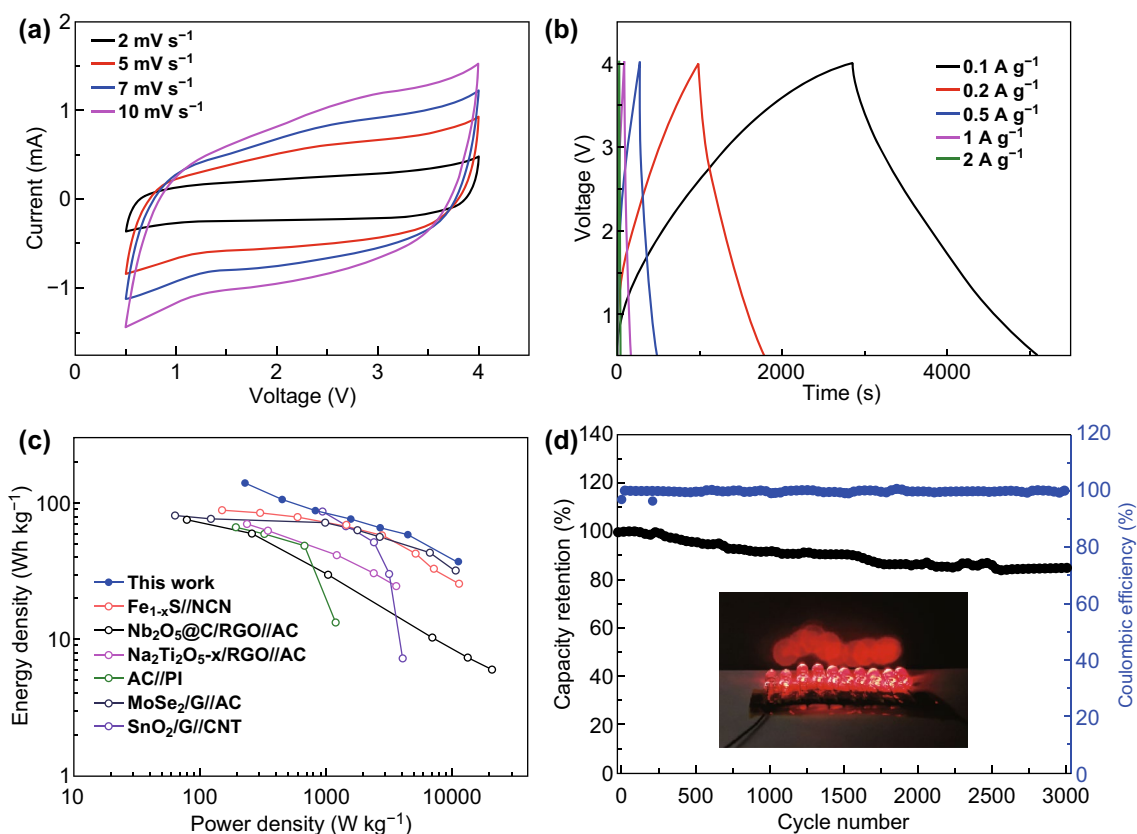 (a)
2 mV s⁻¹
5 mV s⁻¹
7 mV s⁻¹
10 mV s⁻¹
2
1
0
−1
Current (mA)
0
1
2
3
4
Voltage (V)
(b)
0.1 A g⁻¹
0.2 A g⁻¹
0.5 A g⁻¹
1 A g⁻¹
2 A g⁻¹
4
3
2
1
Voltage (V)
0
2000
4000
Time (s)
(c)
100
10
1
Energy density (Wh kg⁻¹)
This work
Fe₁₋ₓS//NCN
Nb₂O₅@C/RGO//AC
Na₂Ti₂O₅-x/RGO//AC
AC//PI
MoSe₂/G//AC
SnO₂/G//CNT
10
100
1000
10000
Power density (W kg⁻¹)
(d)
140
120
100
80
60
40
20
0
Capacity retention (%)
120
100
80
60
40
20
0
Coulombic efficiency (%)
0
500
1000
1500
2000
2500
3000
Cycle number